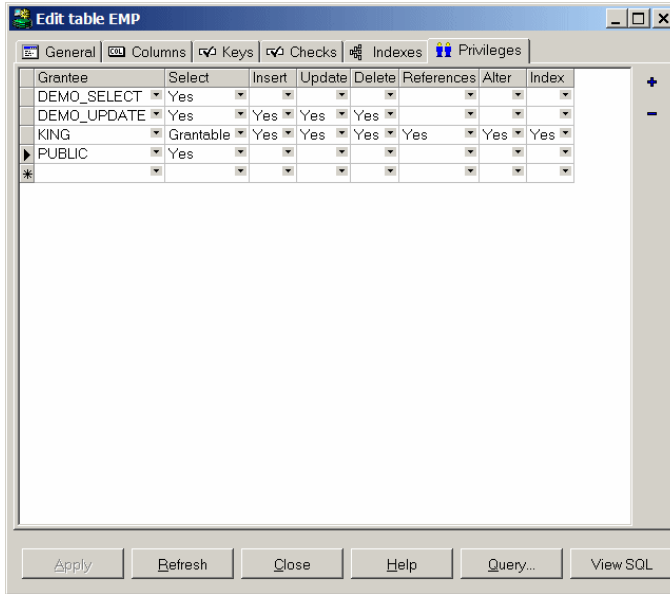 Edit table EMP
General Columns Keys Checks Indexes Privileges
Grantee Select Insert Update Delete References Alter Index
DEMO_SELECT Yes
DEMO_UPDATE Yes Yes Yes Yes
KING Grantable Yes Yes Yes Yes Yes Yes
PUBLIC Yes
Apply Refresh Close Help Query... View SQL